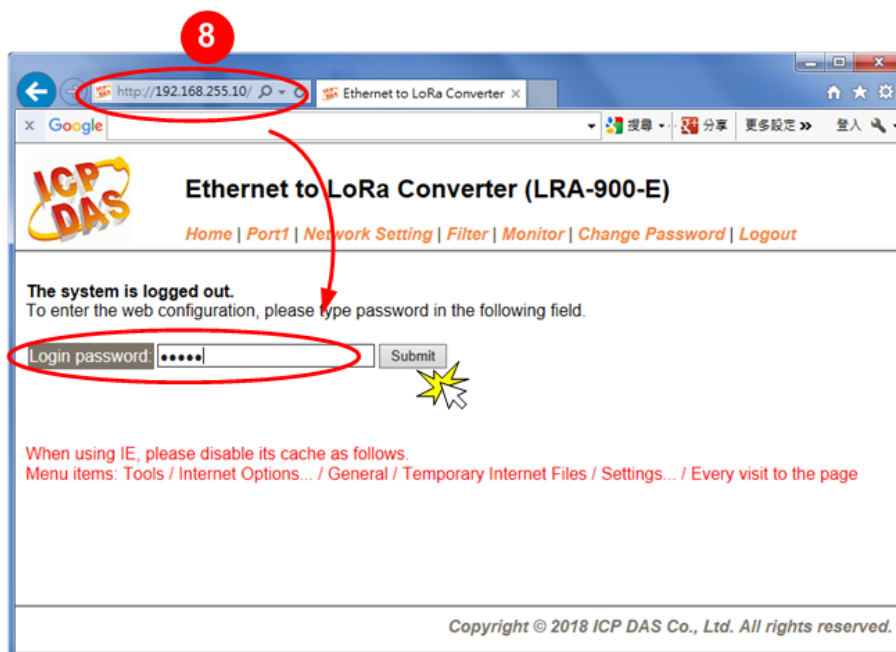 8
http://192.168.255.10/
Ethernet to LoRa Converter
x Google 搜尋 分享 更多設定 » 登入
ICP DAS
Ethernet to LoRa Converter (LRA-900-E)
Home | Port1 | Network Setting | Filter | Monitor | Change Password | Logout
The system is logged out.
To enter the web configuration, please type password in the following field.
Login password: ••••• Submit
When using IE, please disable its cache as follows.
Menu items: Tools / Internet Options... / General / Temporary Internet Files / Settings... / Every visit to the page
Copyright © 2018 ICP DAS Co., Ltd. All rights reserved.